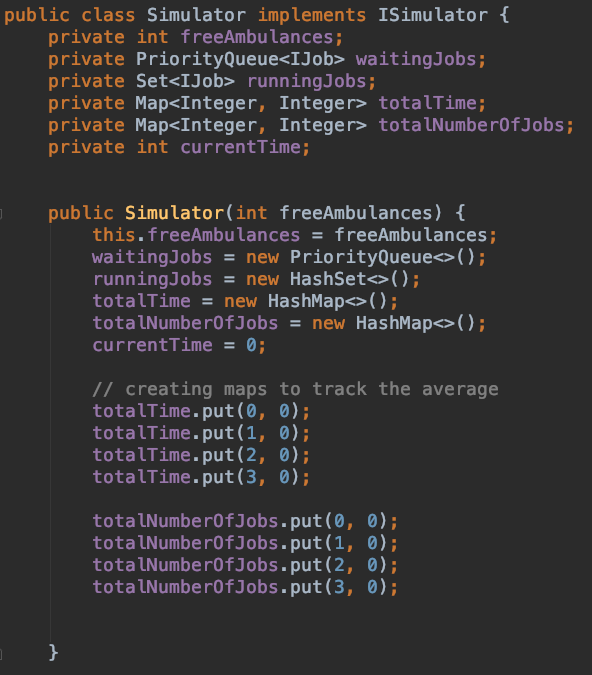 public class Simulator implements ISimulator {
    private int freeAmbulances;
    private PriorityQueue<IJob> waitingJobs;
    private Set<IJob> runningJobs;
    private Map<Integer, Integer> totalTime;
    private Map<Integer, Integer> totalNumberOfJobs;
    private int currentTime;
    public Simulator(int freeAmbulances) {
        this.freeAmbulances = freeAmbulances;
        waitingJobs = new PriorityQueue<>();
        runningJobs = new HashSet<>();
        totalTime = new HashMap<>();
        totalNumberOfJobs = new HashMap<>();
        currentTime = 0;
        // creating maps to track the average
        totalTime.put(0, 0);
        totalTime.put(1, 0);
        totalTime.put(2, 0);
        totalTime.put(3, 0);
        totalNumberOfJobs.put(0, 0);
        totalNumberOfJobs.put(1, 0);
        totalNumberOfJobs.put(2, 0);
        totalNumberOfJobs.put(3, 0);
    }